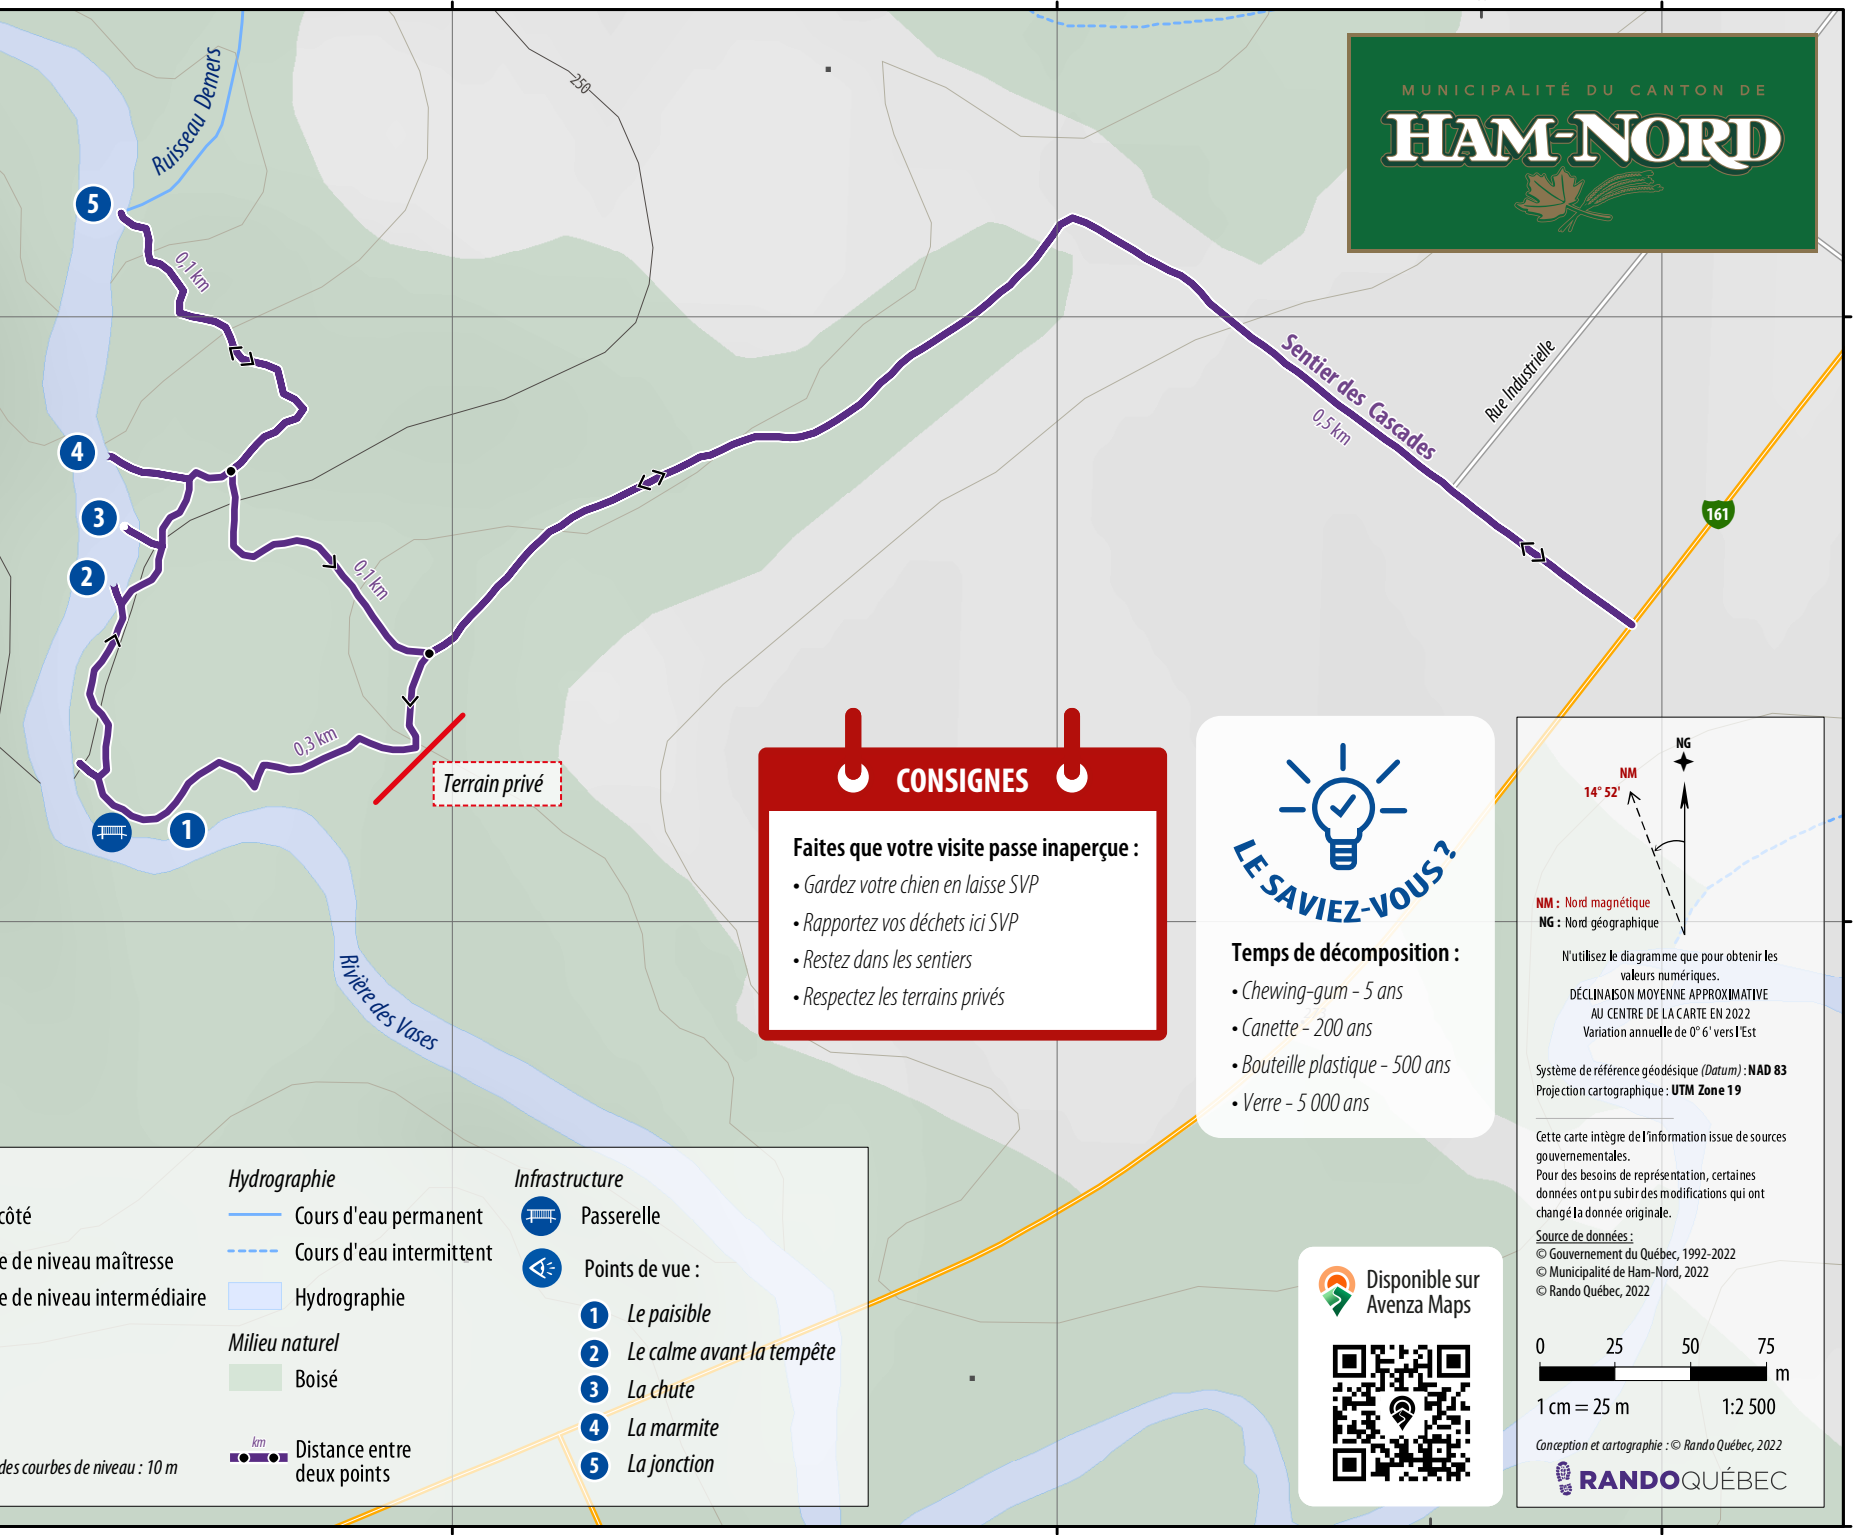 MUNICIPALITÉ DU CANTON DE
HAM-NORD
Ruisseau Demers
250
5
0,1 km
4
3
2
0,1 km
0,3 km
1
Terrain privé
Sentier des Cascades
0,5 km
Rue Industrielle
161
Rivière des Vases
CONSIGNES
Faites que votre visite passe inaperçue :
• Gardez votre chien en laisse SVP
• Rapportez vos déchets ici SVP
• Restez dans les sentiers
• Respectez les terrains privés
LE SAVIEZ-VOUS ?
Temps de décomposition :
• Chewing-gum - 5 ans
• Canette - 200 ans
• Bouteille plastique - 500 ans
• Verre - 5 000 ans
NG
NM
14° 52'
NM : Nord magnétique
NG : Nord géographique
N'utilisez le diagramme que pour obtenir les
valeurs numériques.
DÉCLINAISON MOYENNE APPROXIMATIVE
AU CENTRE DE LA CARTE EN 2022
Variation annuelle de 0° 6' vers l'Est
Système de référence géodésique (Datum) : NAD 83
Projection cartographique : UTM Zone 19
Cette carte intègre de l'information issue de sources
gouvernementales.
Pour des besoins de représentation, certaines
données ont pu subir des modifications qui ont
changé la donnée originale.
Source de données :
© Gouvernement du Québec, 1992-2022
© Municipalité de Ham-Nord, 2022
© Rando Québec, 2022
0 25 50 75
m
1 cm = 25 m 1:2 500
Conception et cartographie : © Rando Québec, 2022
RANDOQUÉBEC
Disponible sur
Avenza Maps
côté
e de niveau maîtresse
e de niveau intermédiaire
des courbes de niveau : 10 m
Hydrographie
Cours d'eau permanent
Cours d'eau intermittent
Hydrographie
Milieu naturel
Boisé
km
Distance entre
deux points
Infrastructure
Passerelle
Points de vue :
1 Le paisible
2 Le calme avant la tempête
3 La chute
4 La marmite
5 La jonction